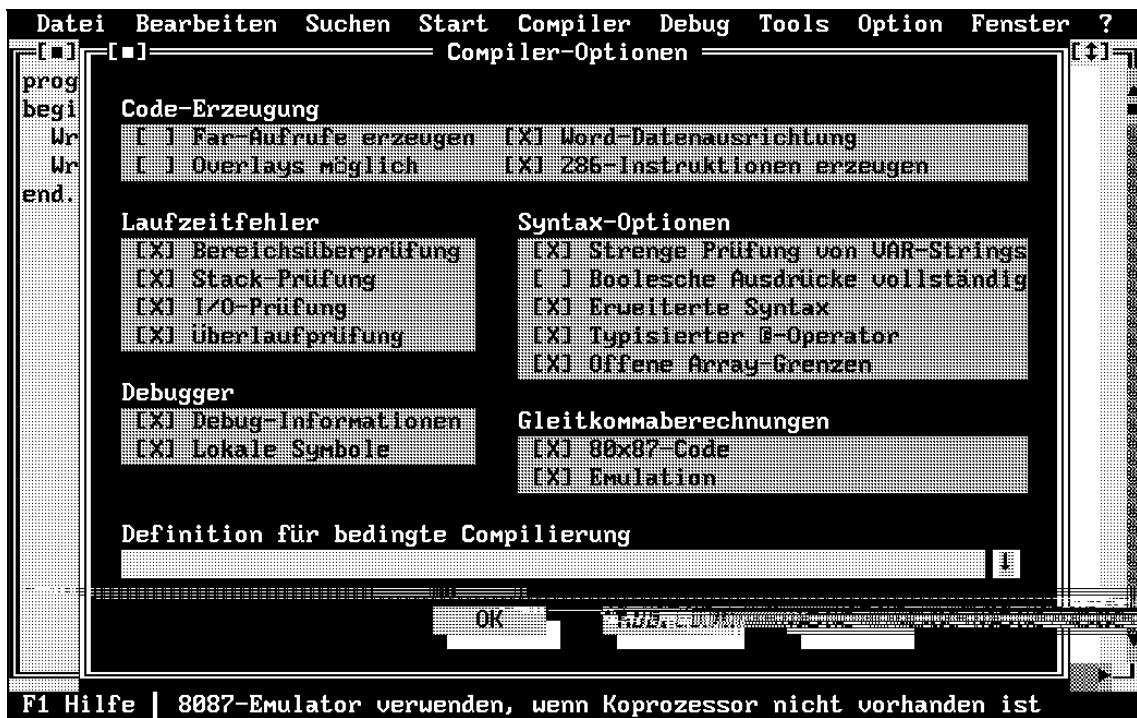 Datei Bearbeiten Suchen Start Compiler Debug Tools Option Fenster ?
[■] [■] Compiler-Optionen [↕]
prog
begi
Wr
Wr
end.
Code-Erzeugung
[ ] Far-Aufrufe erzeugen [X] Word-Datenausrichtung
[ ] Overlays möglich [X] 286-Instruktionen erzeugen
Laufzeitfehler
[X] Bereichsüberprüfung
[X] Stack-Prüfung
[X] I/O-Prüfung
[X] Überlaufprüfung
Syntax-Optionen
[X] Strenge Prüfung von VAR-Strings
[ ] Boolesche Ausdrücke vollständig
[X] Erweiterte Syntax
[X] Typisierter @-Operator
[X] Offene Array-Grenzen
Debugger
[X] Debug-Informationen
[X] Lokale Symbole
Gleitkommaberechnungen
[X] 80x87-Code
[X] Emulation
Definition für bedingte Compilierung
OK
F1 Hilfe | 8087-Emulator verwenden, wenn Koprozessor nicht vorhanden ist